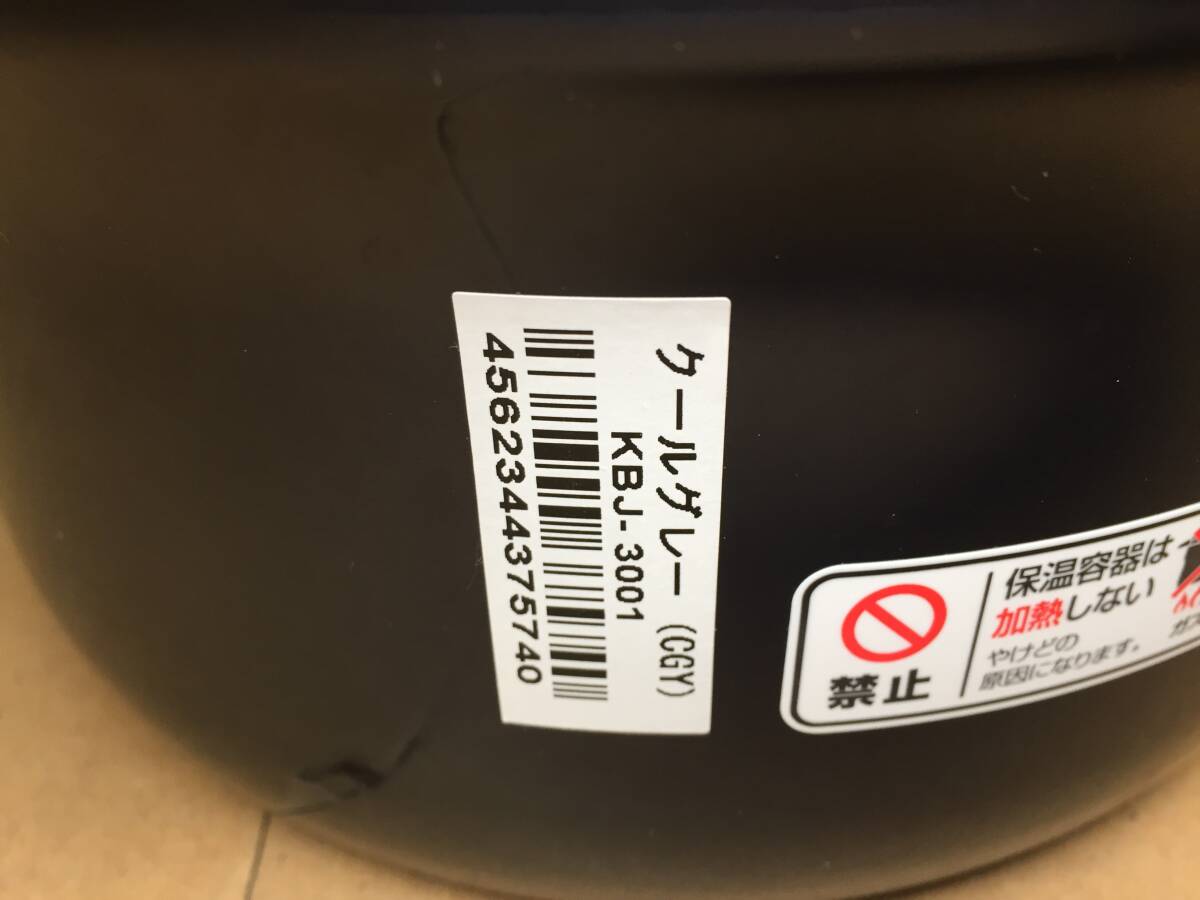 クールグレー (CGY)
KBJ-3001
4562344375740
禁止
保温容器は
加熱しない
やけどの
原因になります。